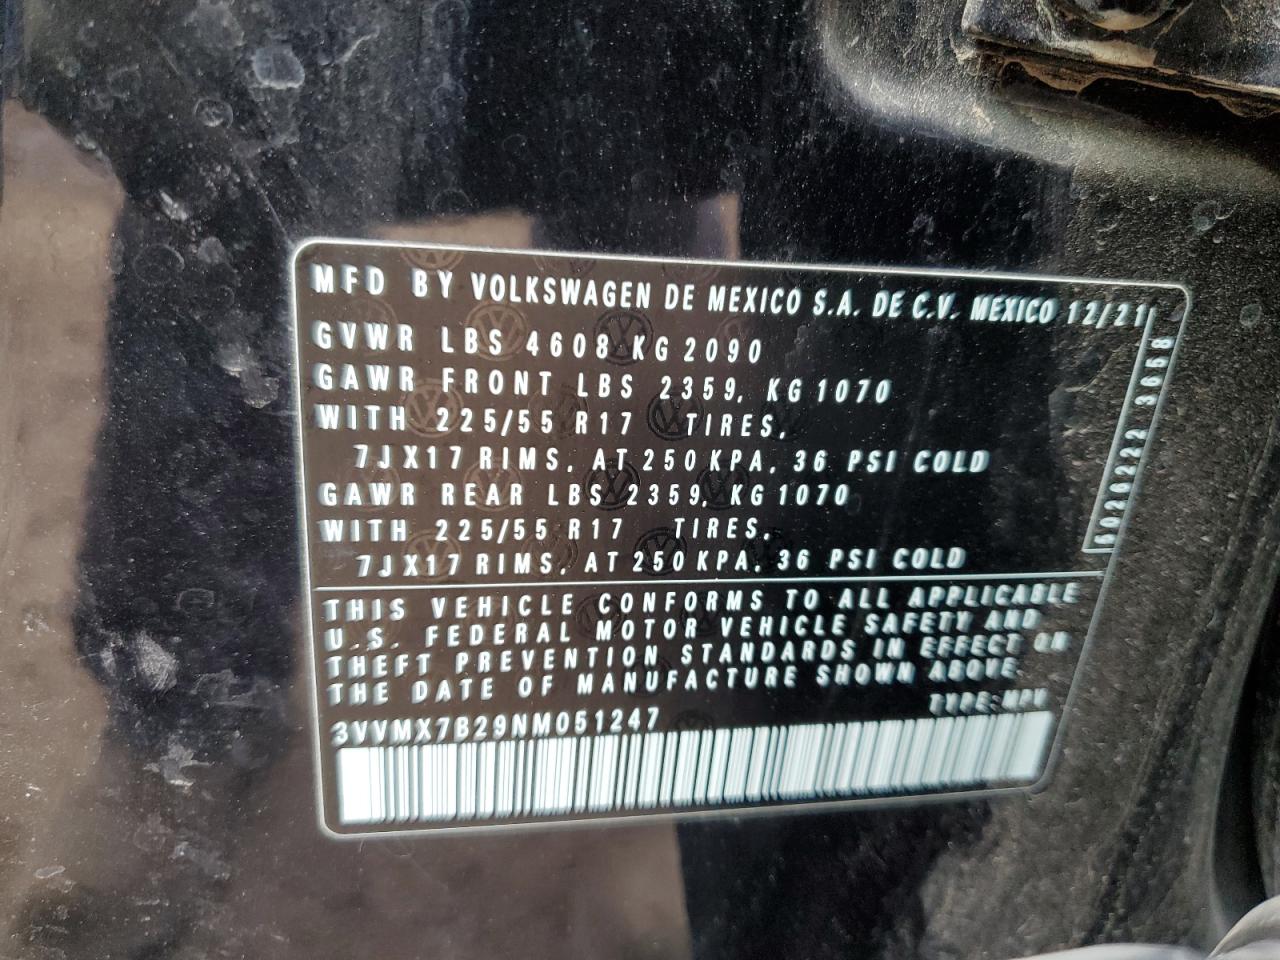 MFD BY VOLKSWAGEN DE MEXICO S.A. DE C.V. MEXICO 12/21
GVWR LBS 4608 KG 2090
GAWR FRONT LBS 2359, KG 1070
WITH 225/55 R17 TIRES,
7JX17 RIMS, AT 250 KPA, 36 PSI COLD
GAWR REAR LBS 2359, KG 1070
WITH 225/55 R17 TIRES,
7JX17 RIMS, AT 250 KPA, 36 PSI COLD
THIS VEHICLE CONFORMS TO ALL APPLICABLE
U.S. FEDERAL MOTOR VEHICLE SAFETY AND
THEFT PREVENTION STANDARDS IN EFFECT ON
THE DATE OF MANUFACTURE SHOWN ABOVE
TYPE:MPV
3VVMX7B29NM051247